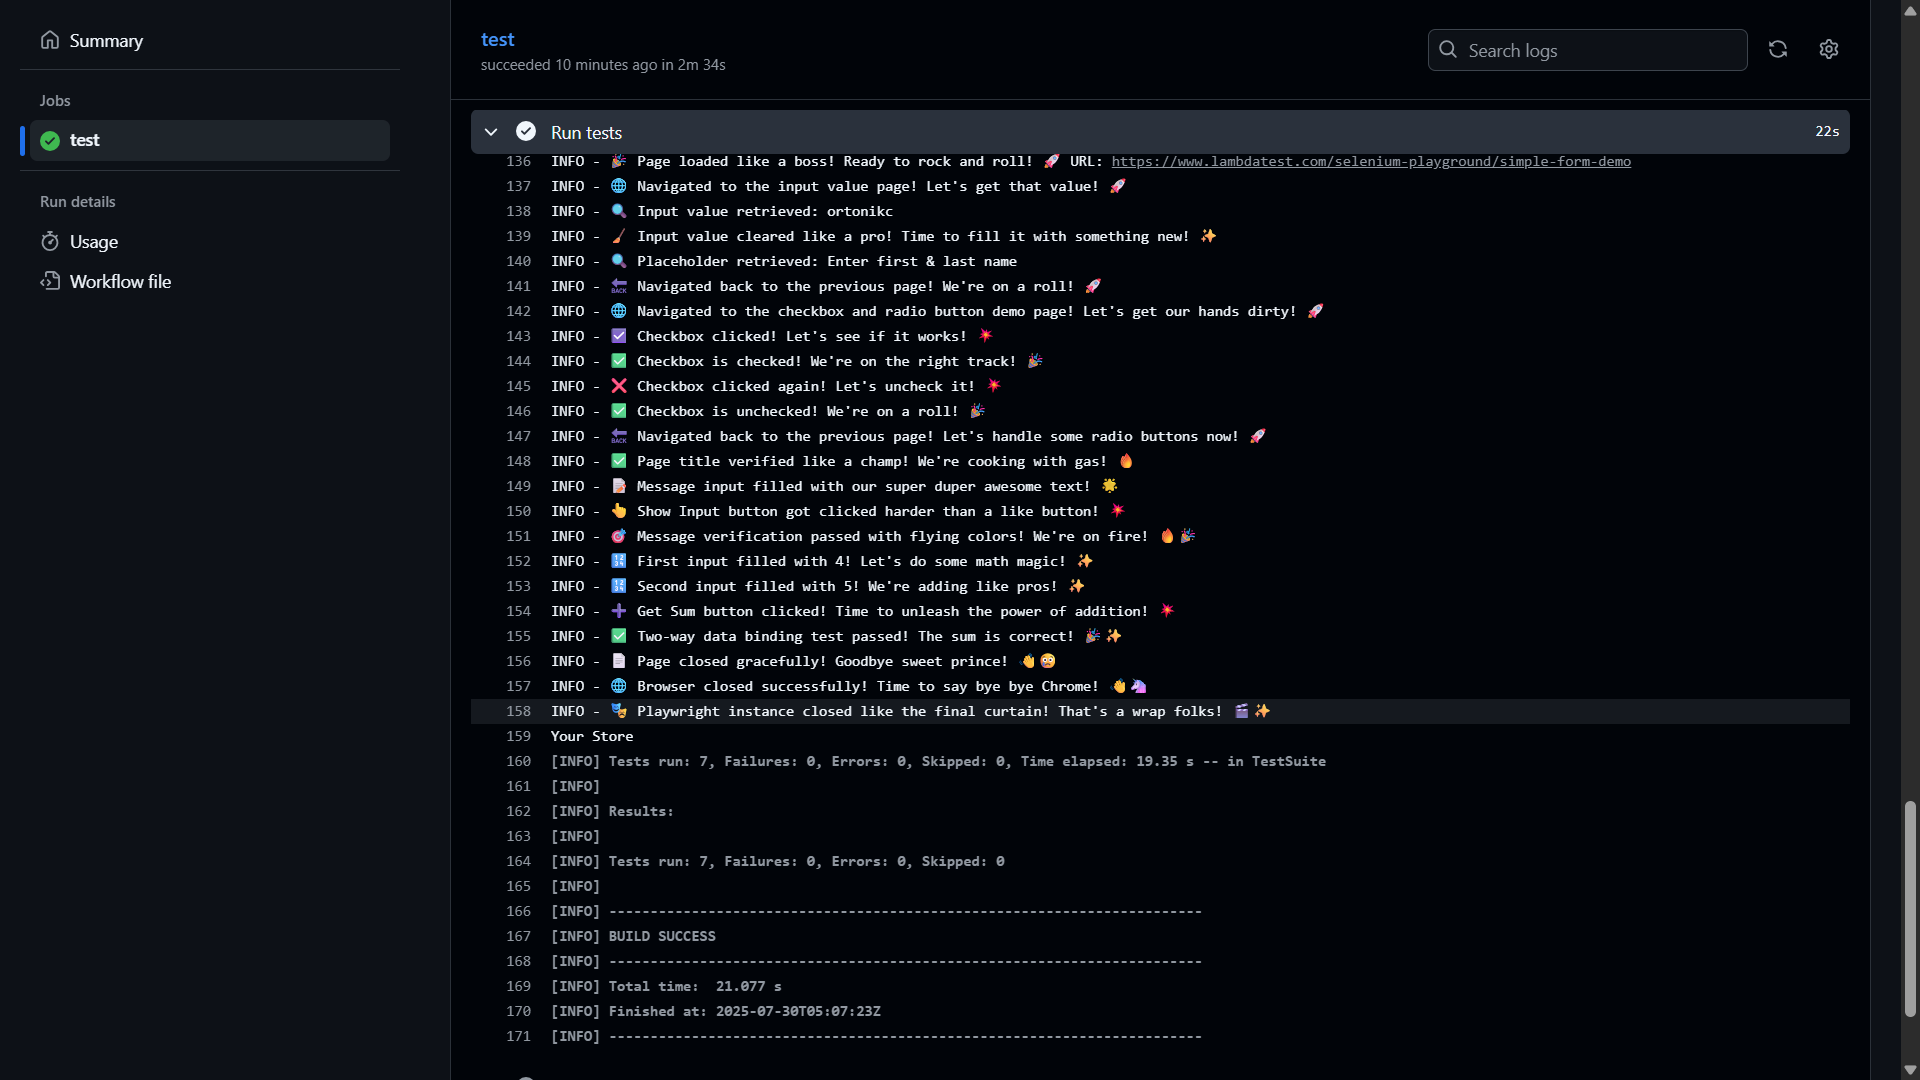 Summary
Jobs
test
Run details
Usage
Workflow file
test
succeeded 10 minutes ago in 2m 34s
Search logs
Run tests
22s
136 INFO - 🎉 Page loaded like a boss! Ready to rock and roll! 🚀 URL: https://www.lambdatest.com/selenium-playground/simple-form-demo
137 INFO - 🌐 Navigated to the input value page! Let's get that value! 🚀
138 INFO - 🔍 Input value retrieved: ortonikc
139 INFO - 🧹 Input value cleared like a pro! Time to fill it with something new! ✨
140 INFO - 🔍 Placeholder retrieved: Enter first & last name
141 INFO - 🔙 Navigated back to the previous page! We're on a roll! 🚀
142 INFO - 🌐 Navigated to the checkbox and radio button demo page! Let's get our hands dirty! 🚀
143 INFO - ☑️ Checkbox clicked! Let's see if it works! 💥
144 INFO - ✅ Checkbox is checked! We're on the right track! 🎉
145 INFO - ❌ Checkbox clicked again! Let's uncheck it! 💥
146 INFO - ✅ Checkbox is unchecked! We're on a roll! 🎉
147 INFO - 🔙 Navigated back to the previous page! Let's handle some radio buttons now! 🚀
148 INFO - ✅ Page title verified like a champ! We're cooking with gas! 🔥
149 INFO - 📝 Message input filled with our super duper awesome text! 🌟
150 INFO - 👆 Show Input button got clicked harder than a like button! 💥
151 INFO - 🎯 Message verification passed with flying colors! We're on fire! 🔥🎉
152 INFO - 🔢 First input filled with 4! Let's do some math magic! ✨
153 INFO - 🔢 Second input filled with 5! We're adding like pros! ✨
154 INFO - ➕ Get Sum button clicked! Time to unleash the power of addition! 💥
155 INFO - ✅ Two-way data binding test passed! The sum is correct! 🎉✨
156 INFO - 📄 Page closed gracefully! Goodbye sweet prince! 👋😳
157 INFO - 🌐 Browser closed successfully! Time to say bye bye Chrome! 👋🦄
158 INFO - 🎭 Playwright instance closed like the final curtain! That's a wrap folks! 🎬✨
159 Your Store
160 [INFO] Tests run: 7, Failures: 0, Errors: 0, Skipped: 0, Time elapsed: 19.35 s -- in TestSuite
161 [INFO]
162 [INFO] Results:
163 [INFO]
164 [INFO] Tests run: 7, Failures: 0, Errors: 0, Skipped: 0
165 [INFO]
166 [INFO] ------------------------------------------------------------------------
167 [INFO] BUILD SUCCESS
168 [INFO] ------------------------------------------------------------------------
169 [INFO] Total time:  21.077 s
170 [INFO] Finished at: 2025-07-30T05:07:23Z
171 [INFO] ------------------------------------------------------------------------